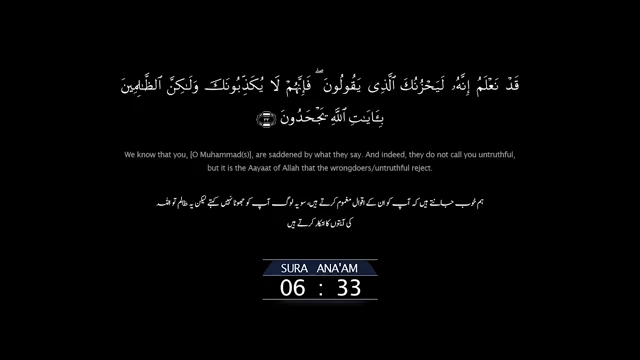 قَدْ نَعْلَمُ إِنَّهُۥ لَيَحْزُنُكَ ٱلَّذِى يَقُولُونَ ۖ فَإِنَّهُمْ لَا يُكَذِّبُونَكَ وَلَـٰكِنَّ ٱلظَّـٰلِمِينَ
بِـَٔايَـٰتِ ٱللَّهِ يَجْحَدُونَ ٣٣
We know that you, [O Muhammad(s)], are saddened by what they say. And indeed, they do not call you untruthful,
but it is the Aayaat of Allah that the wrongdoers/untruthful reject.
ہم خوب جانتے ہیں کہ آپ کو ان کے اقوال مغموم کرتے ہیں، سو یہ لوگ آپ کو جھوٹا نہیں کہتے لیکن یہ ظالم تو اللہ
کی آیتوں کا انکار کرتے ہیں
SURA ANA'AM
06 : 33